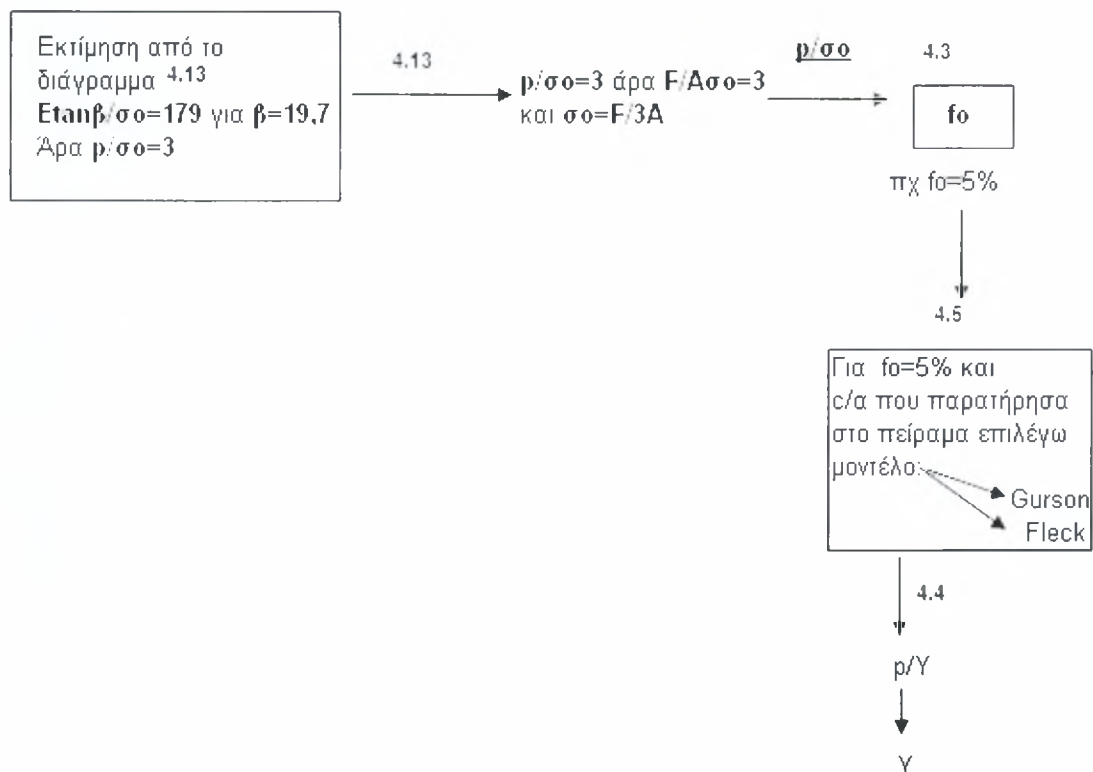 Εκτίμηση από το
διάγραμμα 4.13
Etanβ/σο=179 για β=19,7
Άρα p/σο=3
4.13
p/σο=3 άρα F/Aσο=3
και σο=F/3A
p/σο
4.3
fo
πχ fo=5%
4.5
Για fo=5% και
c/α που παρατήρησα
στο πείραμα επιλέγω
μοντέλο:
Gurson
Fleck
4.4
p/Y
Y